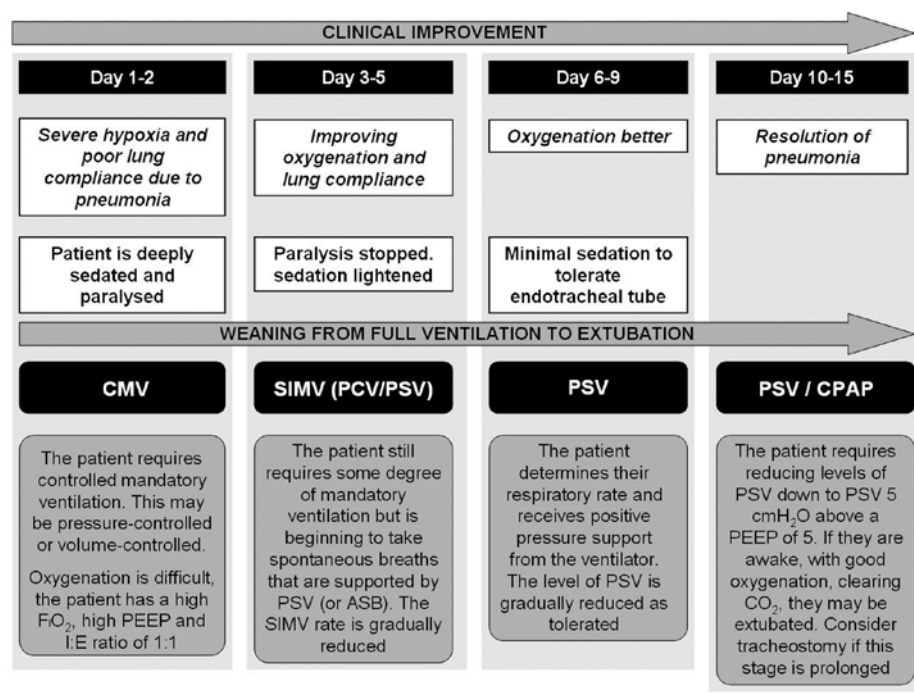 CLINICAL IMPROVEMENT
Day 1-2
Severe hypoxia and
poor lung
compliance due to
pneumonia
Patient is deeply
sedated and
paralysed
Day 3-5
Improving
oxygenation and
lung compliance
Paralysis stopped.
sedation lightened
Day 6-9
Oxygenation better
Minimal sedation to
tolerate
endotracheal tube
Day 10-15
Resolution of
pneumonia
WEANING FROM FULL VENTILATION TO EXTUBATION
CMV
The patient requires
controlled mandatory
ventilation. This may
be pressure-controlled
or volume-controlled.
Oxygenation is difficult,
the patient has a high
FiO₂, high PEEP and
I:E ratio of 1:1
SIMV (PCV/PSV)
The patient still
requires some degree
of mandatory
ventilation but is
beginning to take
spontaneous breaths
that are supported by
PSV (or ASB). The
SIMV rate is gradually
reduced
PSV
The patient
determines their
respiratory rate and
receives positive
pressure support
from the ventilator.
The level of PSV is
gradually reduced as
tolerated
PSV / CPAP
The patient requires
reducing levels of
PSV down to PSV 5
cmH₂O above a
PEEP of 5. If they are
awake, with good
oxygenation, clearing
CO₂, they may be
extubated. Consider
tracheostomy if this
stage is prolonged